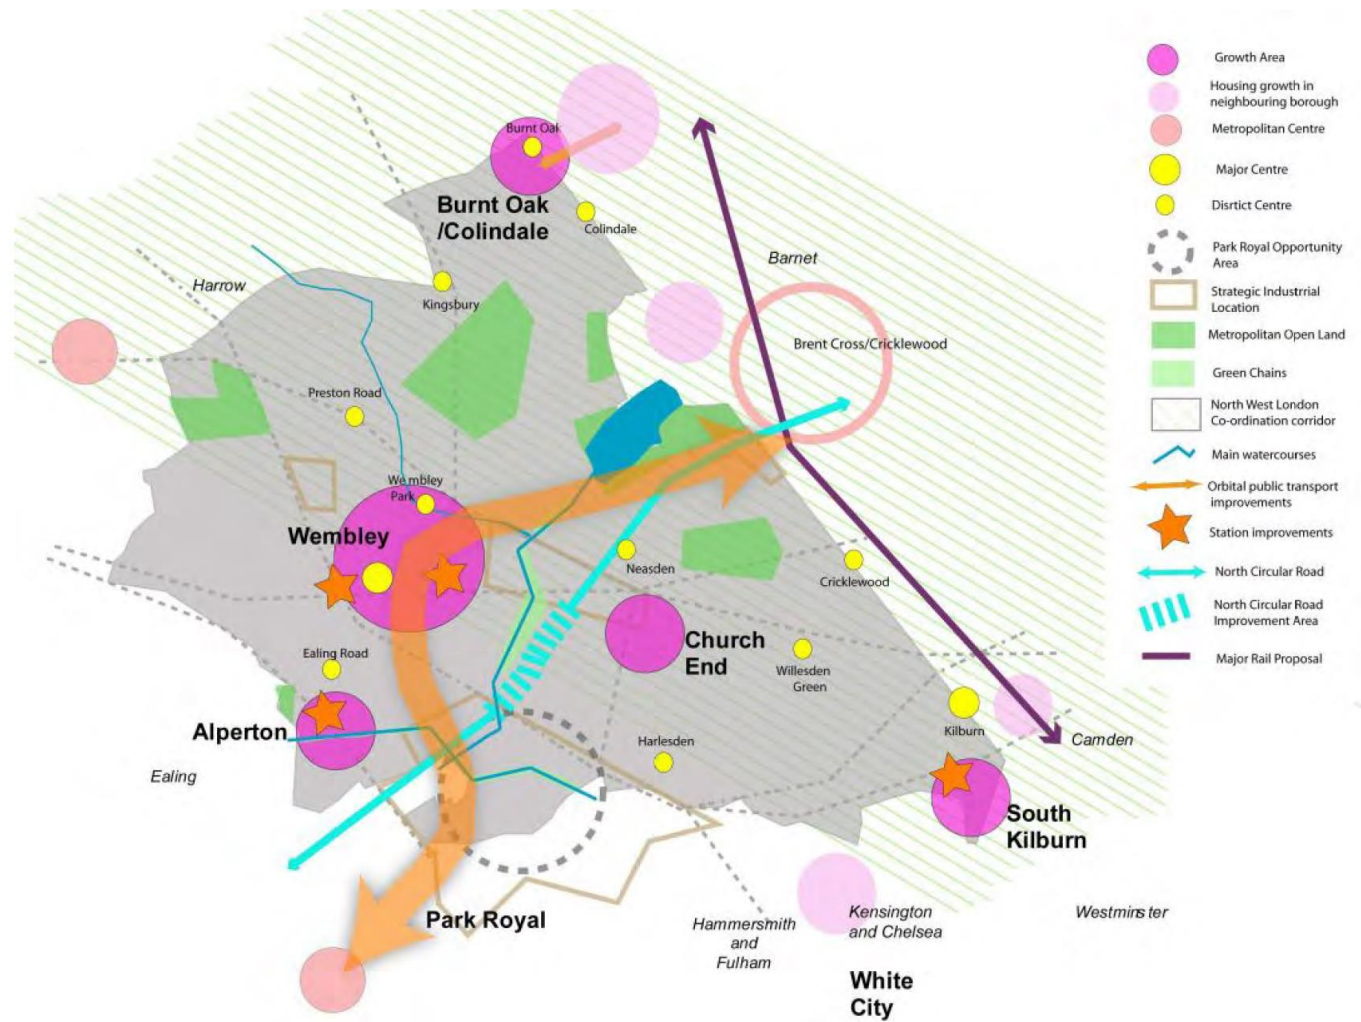 Burnt Oak
Burnt Oak
/Colindale
Colindale
Harrow
Kingsbury
Barnet
Brent Cross/Cricklewood
Preston Road
Wembley
Park
Wembley
Neasden
Cricklewood
Church
End
Ealing Road
Willesden
Green
Alperton
Harlesden
Kilburn
Camden
Ealing
South
Kilburn
Park Royal
Hammersmith
and
Fulham
Kensington
and Chelsea
Westminster
White
City
Growth Area
Housing growth in
neighbouring borough
Metropolitan Centre
Major Centre
Disrtict Centre
Park Royal Opportunity
Area
Strategic Industrrial
Location
Metropolitan Open Land
Green Chains
North West London
Co-ordination corridor
Main watercourses
Orbital public transport
improvements
Station improvements
North Circular Road
North Circular Road
Improvement Area
Major Rail Proposal